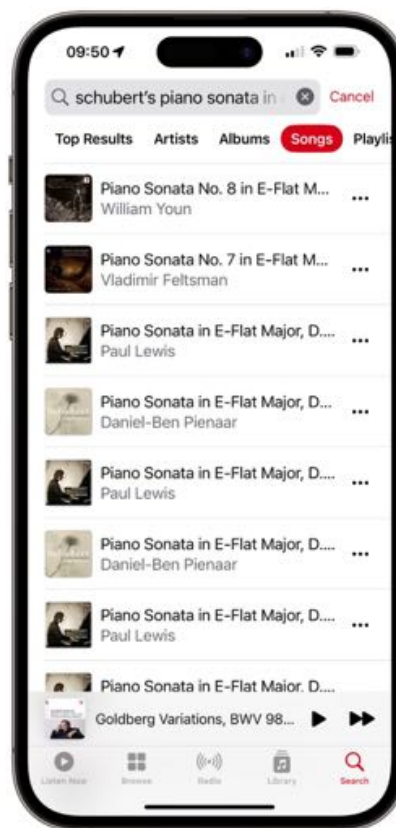 09:50
schubert's piano sonata in
Cancel
Top Results Artists Albums Songs Playlis
Piano Sonata No. 8 in E-Flat M...
William Youn
Piano Sonata No. 7 in E-Flat M...
Vladimir Feltsman
Piano Sonata in E-Flat Major, D....
Paul Lewis
Piano Sonata in E-Flat Major, D...
Daniel-Ben Pienaar
Piano Sonata in E-Flat Major, D....
Paul Lewis
Piano Sonata in E-Flat Major, D....
Daniel-Ben Pienaar
Piano Sonata in E-Flat Major, D....
Paul Lewis
Piano Sonata in E-Flat Major, D....
Goldberg Variations, BWV 98...
Listen Now Browse Radio Library Search